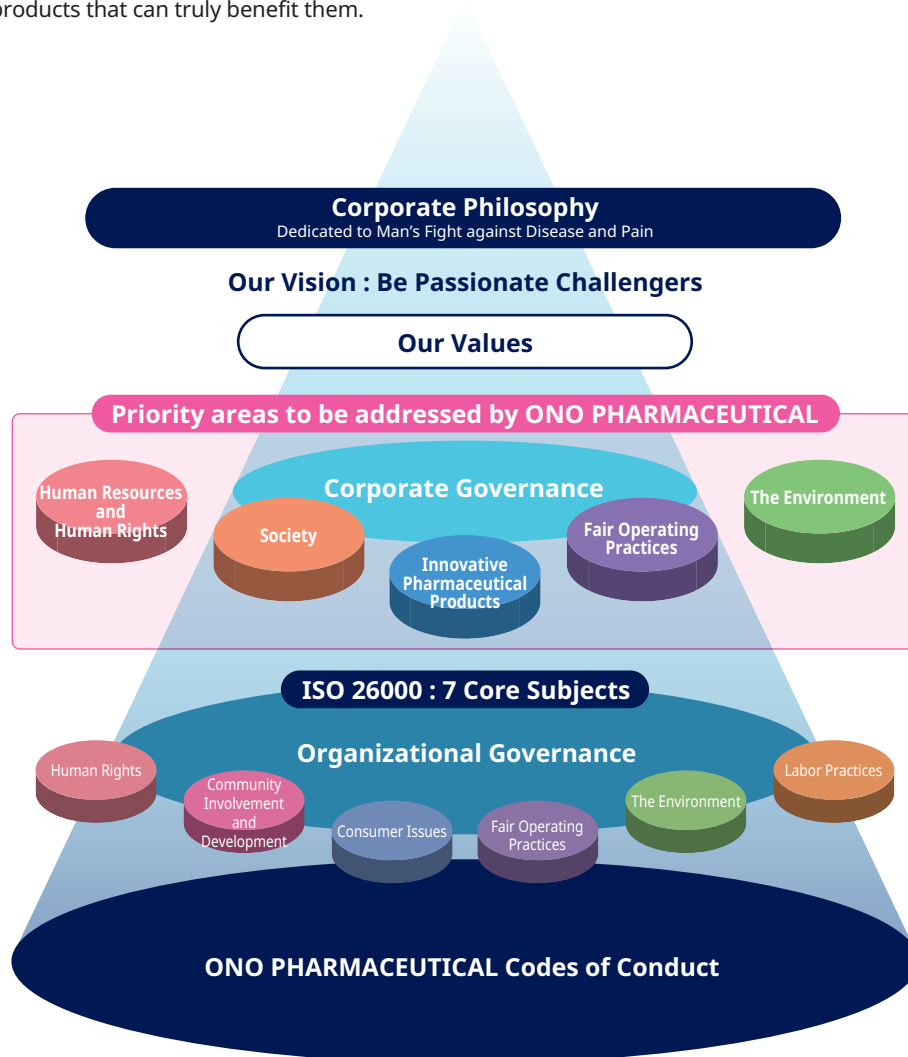 products that can truly benefit them.
Corporate Philosophy
Dedicated to Man's Fight against Disease and Pain
Our Vision : Be Passionate Challengers
Our Values
Priority areas to be addressed by ONO PHARMACEUTICAL
Corporate Governance
Human Resources
and
Human Rights
Society
Innovative
Pharmaceutical
Products
Fair Operating
Practices
The Environment
ISO 26000 : 7 Core Subjects
Organizational Governance
Human Rights
Community
Involvement
and
Development
Consumer Issues
Fair Operating
Practices
The Environment
Labor Practices
ONO PHARMACEUTICAL Codes of Conduct